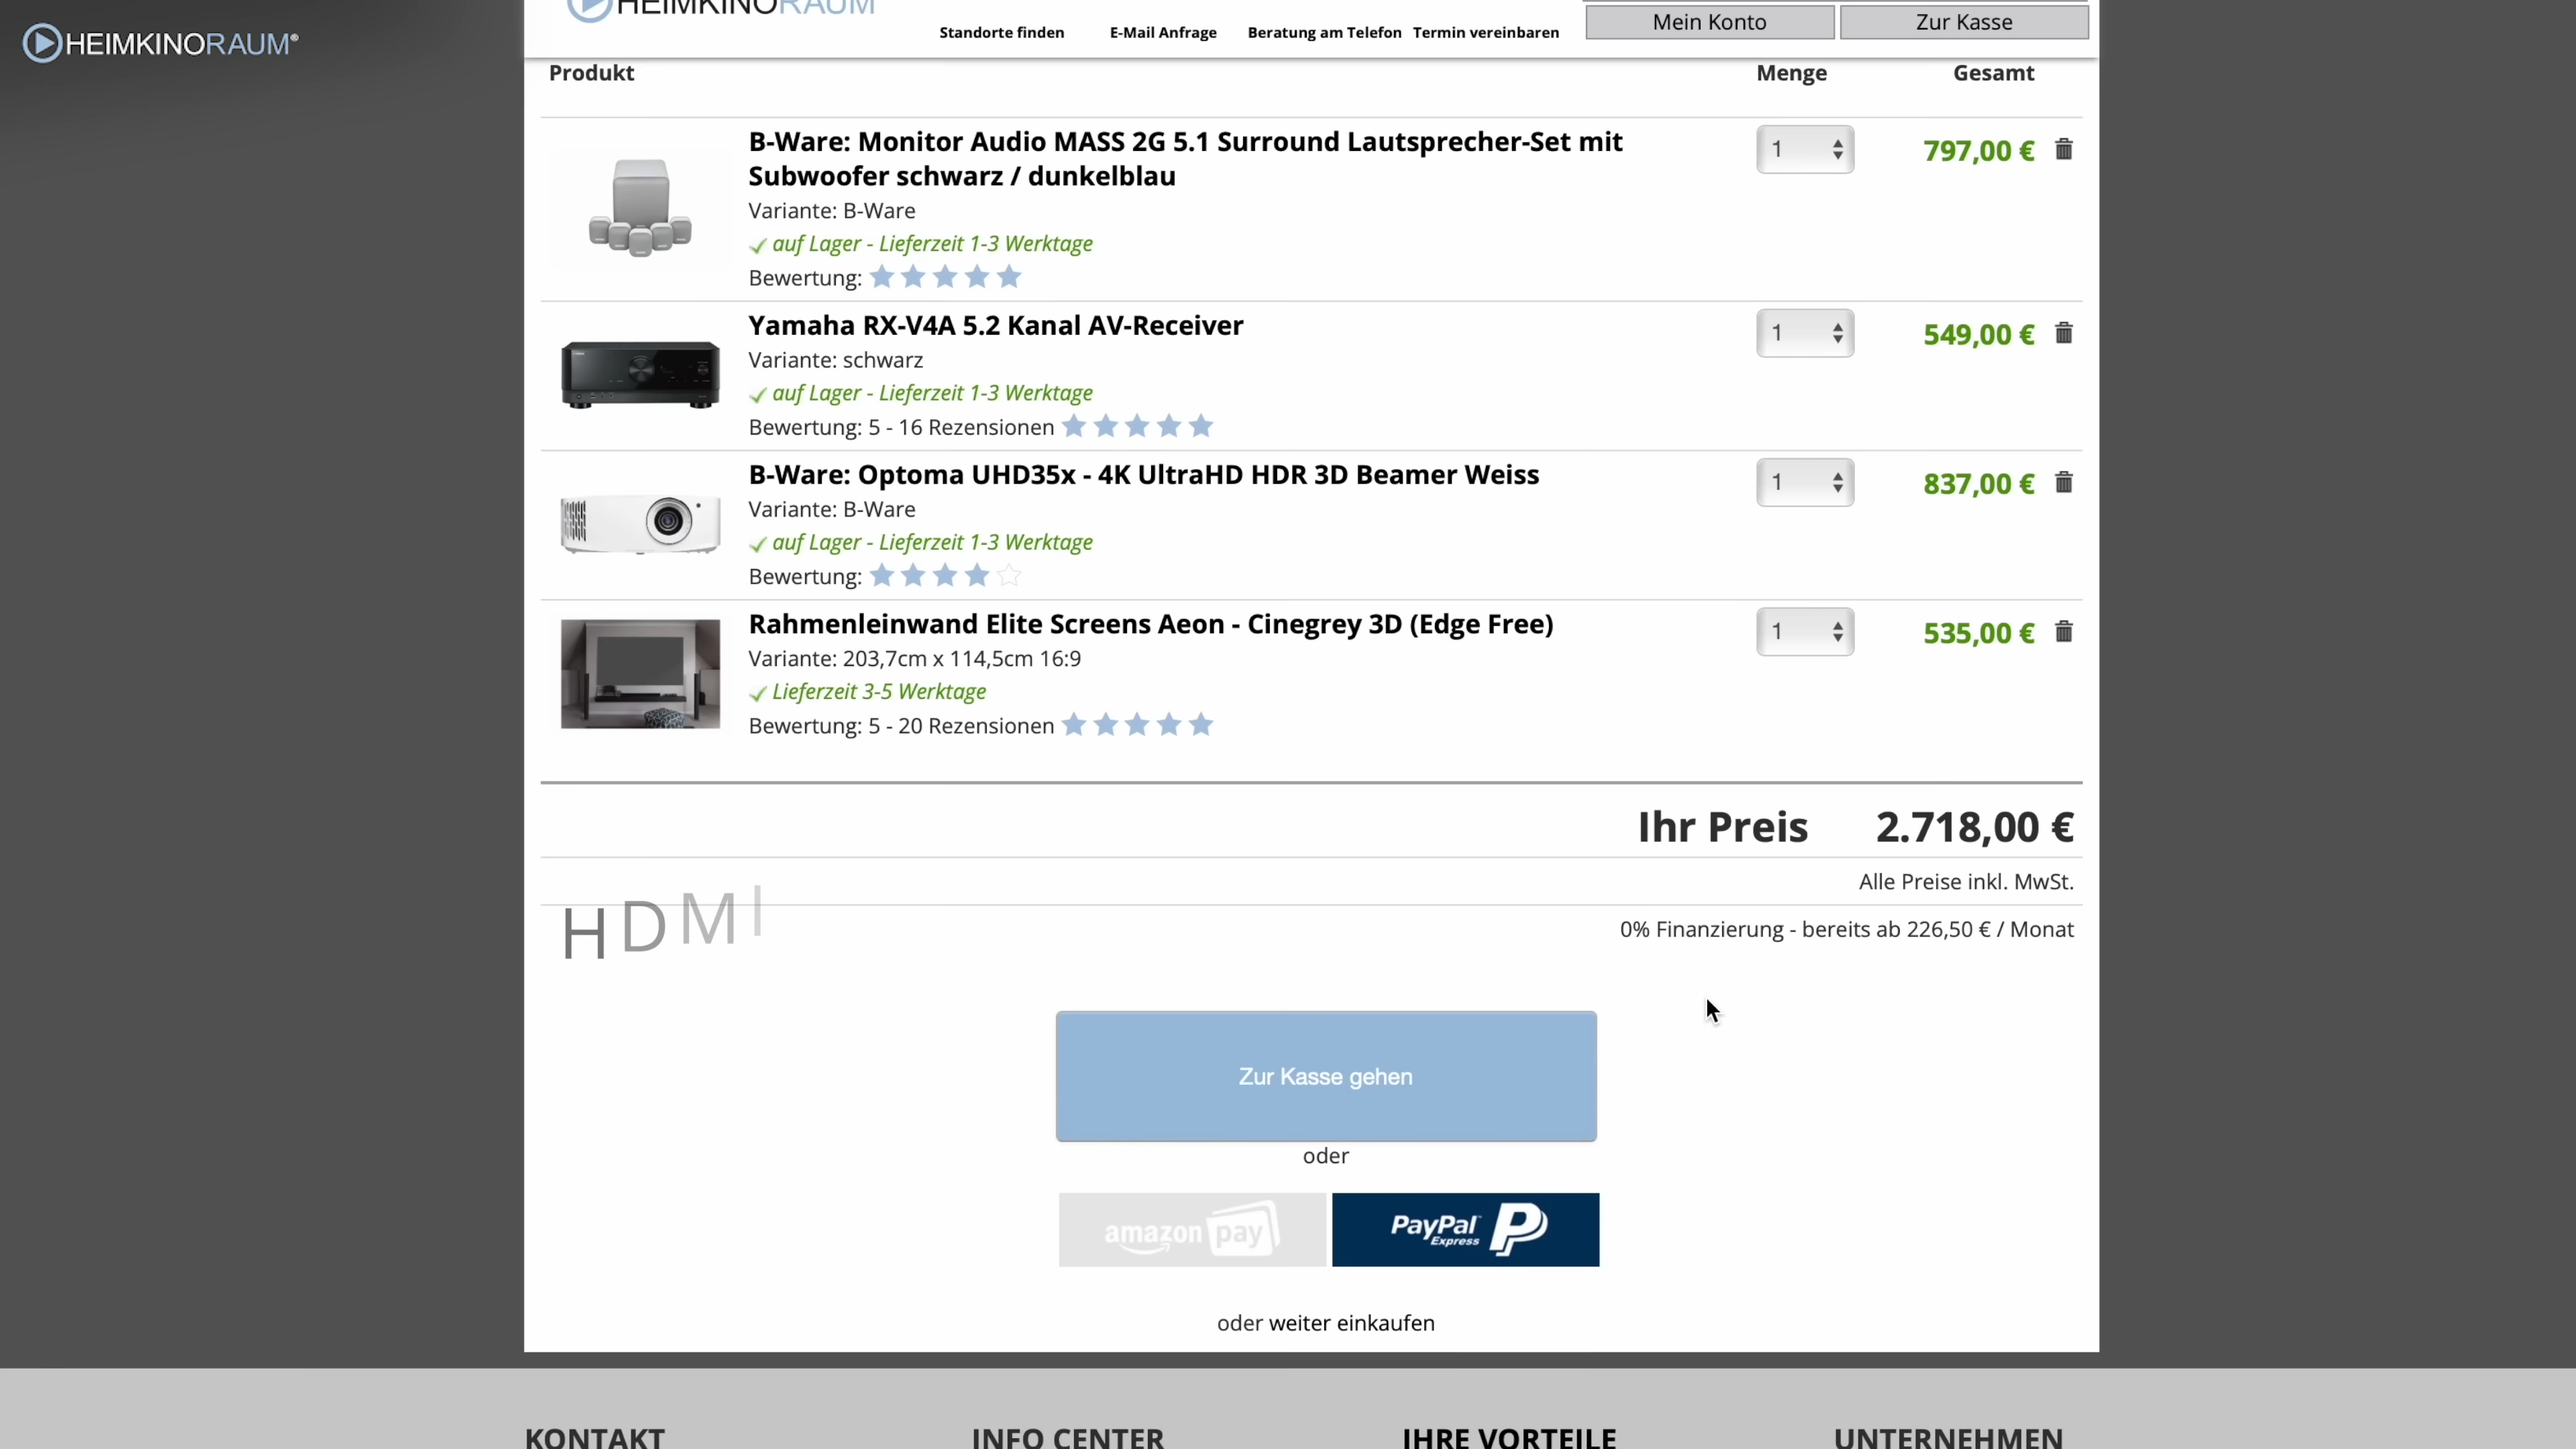 HEIMKINORAUM®
HEIMKINORAUM
Standorte finden E-Mail Anfrage Beratung am Telefon Termin vereinbaren Mein Konto Zur Kasse
Produkt Menge Gesamt
B-Ware: Monitor Audio MASS 2G 5.1 Surround Lautsprecher-Set mit 1 797,00 €
Subwoofer schwarz / dunkelblau
Variante: B-Ware
auf Lager - Lieferzeit 1-3 Werktage
Bewertung:
Yamaha RX-V4A 5.2 Kanal AV-Receiver 1 549,00 €
Variante: schwarz
auf Lager - Lieferzeit 1-3 Werktage
Bewertung: 5 - 16 Rezensionen
B-Ware: Optoma UHD35x - 4K UltraHD HDR 3D Beamer Weiss 1 837,00 €
Variante: B-Ware
auf Lager - Lieferzeit 1-3 Werktage
Bewertung:
Rahmenleinwand Elite Screens Aeon - Cinegrey 3D (Edge Free) 1 535,00 €
Variante: 203,7cm x 114,5cm 16:9
Lieferzeit 3-5 Werktage
Bewertung: 5 - 20 Rezensionen
Ihr Preis 2.718,00 €
Alle Preise inkl. MwSt.
HDMI
0% Finanzierung - bereits ab 226,50 € / Monat
Zur Kasse gehen
oder
amazon pay PayPal Express
oder weiter einkaufen
KONTAKT INFO CENTER IHRE VORTEILE UNTERNEHMEN